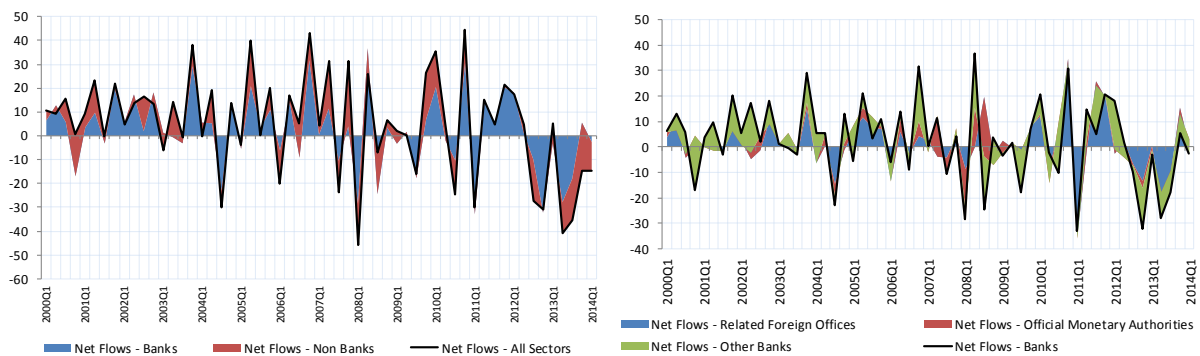 50
40
30
20
10
0
-10
-20
-30
-40
-50
-60
2000Q1
2001Q1
2002Q1
2003Q1
2004Q1
2005Q1
2006Q1
2007Q1
2008Q1
2009Q1
2010Q1
2011Q1
2012Q1
2013Q1
2014Q1
Net Flows - Banks
Net Flows - Non Banks
Net Flows - All Sectors
50
40
30
20
10
0
-10
-20
-30
-40
2000Q1
2001Q1
2002Q1
2003Q1
2004Q1
2005Q1
2006Q1
2007Q1
2008Q1
2009Q1
2010Q1
2011Q1
2012Q1
2013Q1
2014Q1
Net Flows - Related Foreign Offices
Net Flows - Official Monetary Authorities
Net Flows - Other Banks
Net Flows - Banks